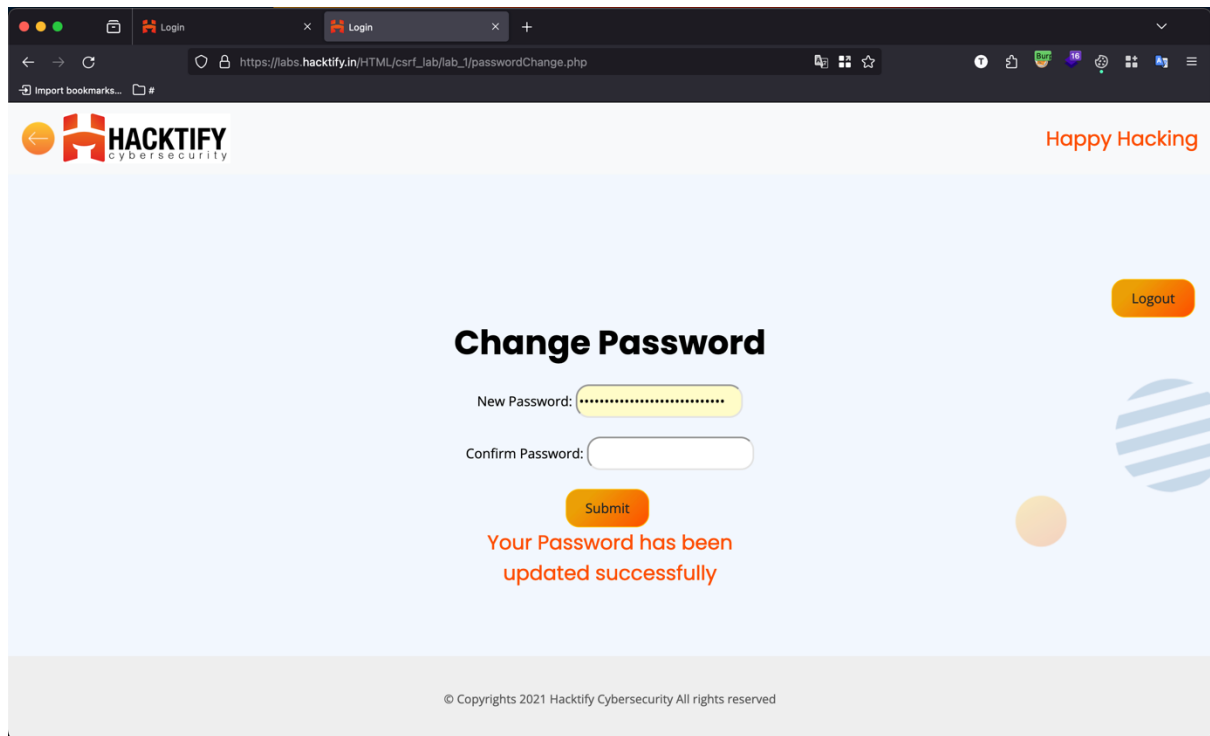 Login
Login
https://labs.hacktify.in/HTML/csrf_lab/lab_1/passwordChange.php
Burp
16
Import bookmarks...
#
HACKTIFY
cybersecurity
Happy Hacking
Logout
Change Password
New Password:
Confirm Password:
Submit
Your Password has been
updated successfully
© Copyrights 2021 Hacktify Cybersecurity All rights reserved